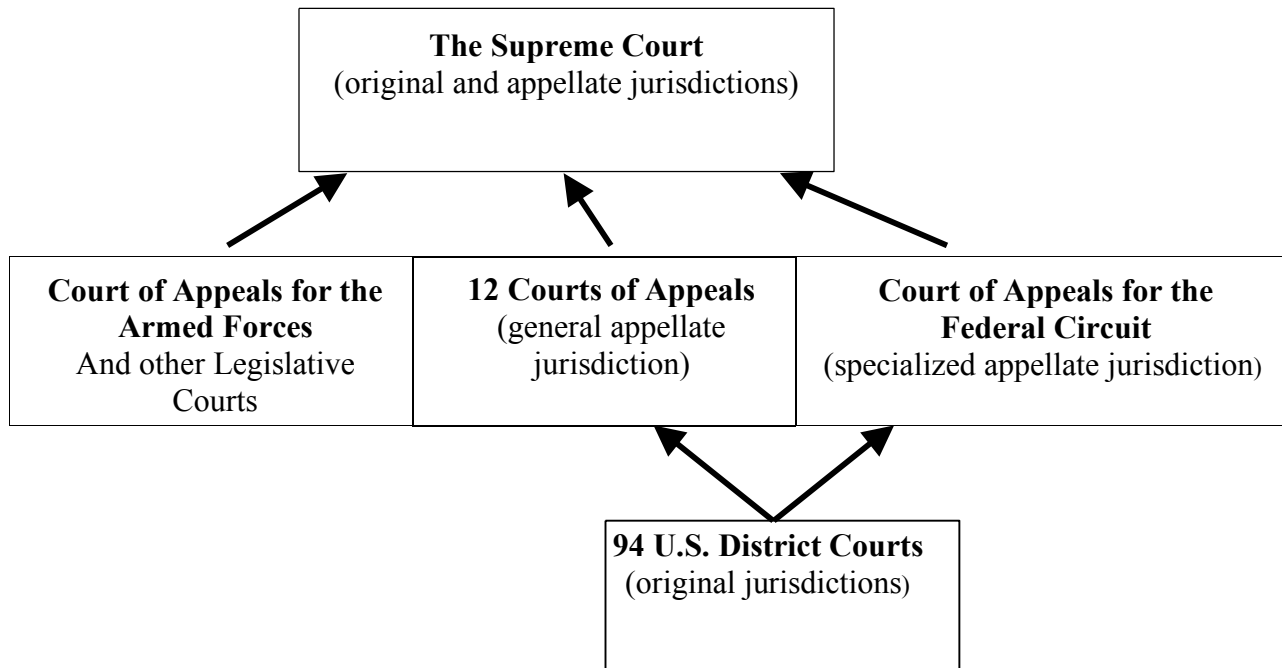 The Supreme Court
(original and appellate jurisdictions)
Court of Appeals for the
Armed Forces
And other Legislative
Courts
12 Courts of Appeals
(general appellate
jurisdiction)
Court of Appeals for the
Federal Circuit
(specialized appellate jurisdiction)
94 U.S. District Courts
(original jurisdictions)